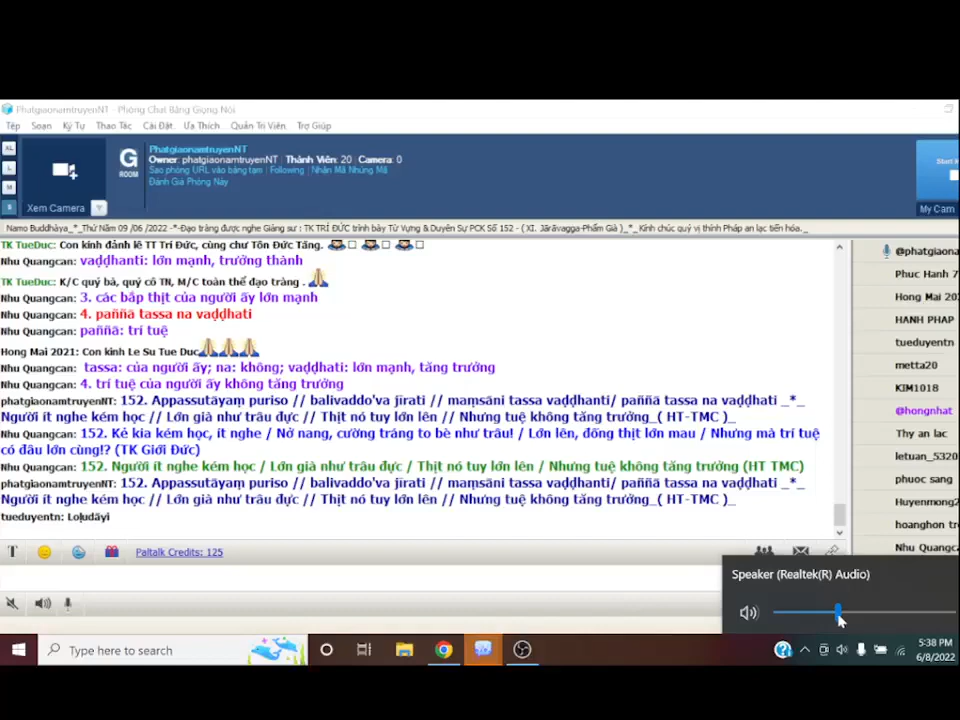 PhatgiaonamtruyenNT - Phòng Chat Bằng Giọng Nói
Tệp Soạn Ký Tự Thao Tác Cài Đặt Ưa Thích Quản Trị Viên Trợ Giúp
XL
L
M
S
G
ROOM
PhatgiaonamtruyenNT
Owner: phatgiaonamtruyenNT | Thành Viên: 20 Camera: 0
Sao phỏng URL vào bảng tạm | Following | Nhận Mã Nhúng Mã
Đánh Giá Phòng Này
Xem Camera
My Cam
Namo Buddhàya_*_Thứ Năm 09 /06 /2022 -*-Đạo tràng được nghe Giảng sư : TK TRÍ ĐỨC trình bày Từ Vựng & Duyên Sự PCK Số 152 - ( XI. Jārāvagga-Phẩm Già )_*_ Kính chúc quý vị thính Pháp an lạc tiến hóa._
TK TueDuc: Con kính đảnh lễ TT Trí Đức, cùng chư Tôn Đức Tăng.
Nhu Quangcan: vaḍḍhanti: lớn mạnh, trưởng thành
TK TueDuc: K/C quý bà, quý cô TN, M/C toàn thể đạo tràng .
Nhu Quangcan: 3. các bắp thịt của người ấy lớn mạnh
Nhu Quangcan: 4. paññā tassa na vaḍḍhati
Nhu Quangcan: paññā: trí tuệ
Hong Mai 2021: Con kinh Le Su Tue Duc
Nhu Quangcan: tassa: của người ấy; na: không; vaḍḍhati: lớn mạnh, tăng trưởng
Nhu Quangcan: 4. trí tuệ của người ấy không tăng trưởng
phatgiaonamtruyenNT: 152. Appassutāyaṃ puriso // balivaddo'va jīrati // maṃsāni tassa vaḍḍhanti/ paññā tassa na vaḍḍhati _*_
Người ít nghe kém học // Lớn già như trâu đực // Thịt nó tuy lớn lên // Nhưng tuệ không tăng trưởng_( HT-TMC )_
Nhu Quangcan: 152. Kẻ kia kém học, ít nghe / Nở nang, cường tráng to bè như trâu! / Lớn lên, đống thịt lớn mau / Nhưng mà trí tuệ
có đâu lớn cùng!? (TK Giới Đức)
Nhu Quangcan: 152. Người ít nghe kém học / Lớn già như trâu đực / Thịt nó tuy lớn lên / Nhưng tuệ không tăng trưởng (HT TMC)
phatgiaonamtruyenNT: 152. Appassutāyaṃ puriso // balivaddo'va jīrati // maṃsāni tassa vaḍḍhanti/ paññā tassa na vaḍḍhati _*_
Người ít nghe kém học // Lớn già như trâu đực // Thịt nó tuy lớn lên // Nhưng tuệ không tăng trưởng_( HT-TMC )_
tueduyentn: Loḷudāyi
@phatgiaona
Phuc Hanh 7
Hong Mai 202
HANH PHAP
tueduyentn
metta20
KIM1018
@hongnhat
Thy an lac
letuan_5320
phuoc sang
Huyenmong2
hoanghon tr
Nhu Quangc
T
Paltalk Credits: 125
Speaker (Realtek(R) Audio)
Type here to search
5:38 PM
6/8/2022